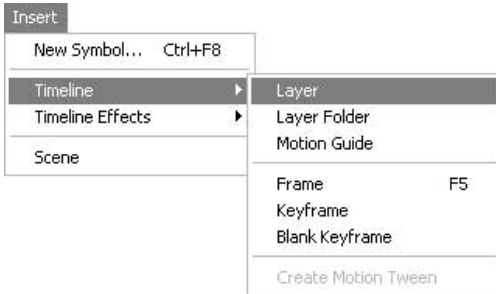 Insert
New Symbol... Ctrl+F8
Timeline
Timeline Effects
Scene
Layer
Layer Folder
Motion Guide
Frame F5
Keyframe
Blank Keyframe
Create Motion Tween